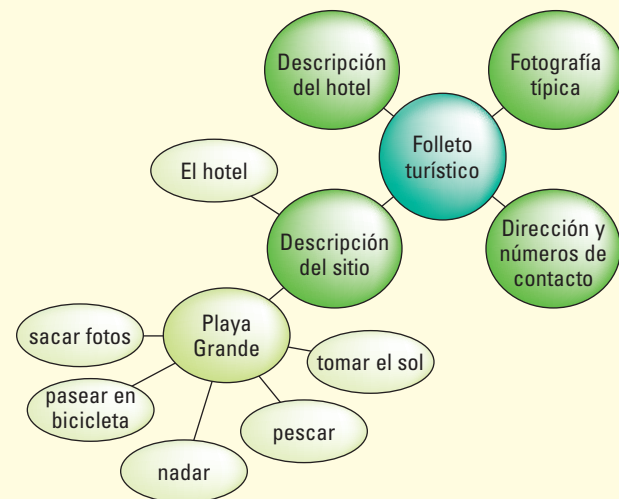 Descripción
del hotel
Fotografía
típica
Folleto
turístico
El hotel
Descripción
del sitio
Dirección y
números de
contacto
Playa
Grande
sacar fotos
tomar el sol
pasear en
bicicleta
pescar
nadar